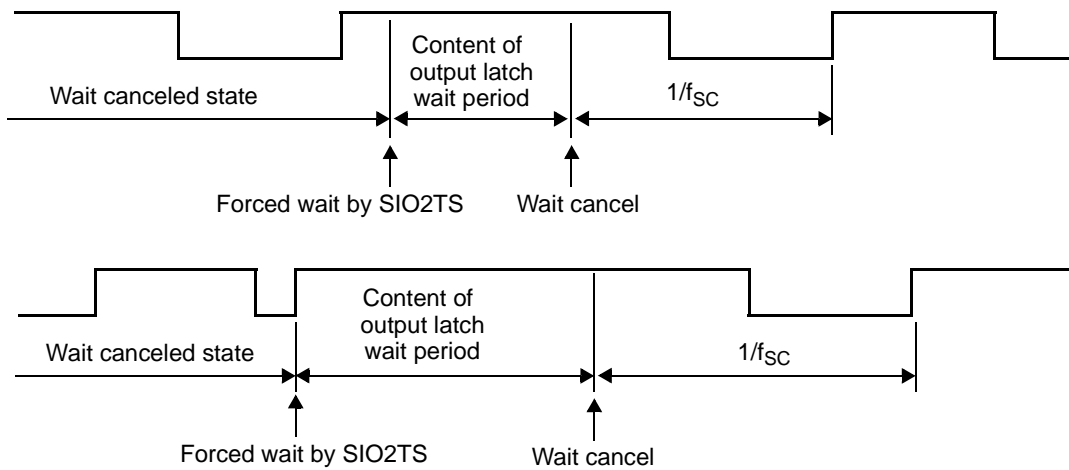 Content of
output latch
wait period
Wait canceled state
1/fSC
Forced wait by SIO2TS
Wait cancel
Content of
output latch
wait period
Wait canceled state
1/fSC
Forced wait by SIO2TS
Wait cancel